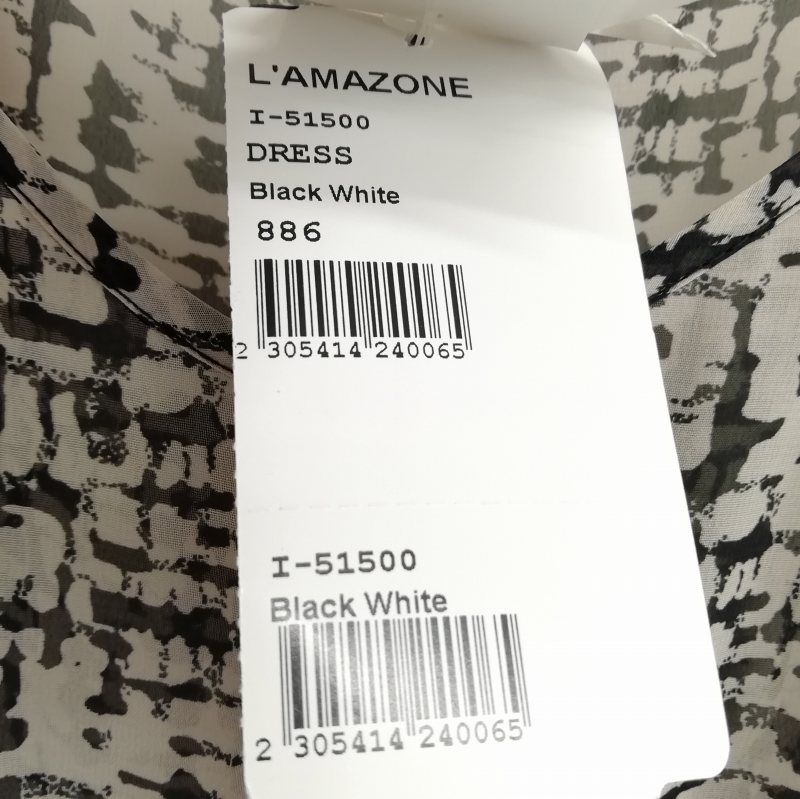 L'AMAZONE
I-51500
DRESS
Black White
886
2 305414 240065
I-51500
Black White
2 305414 240065